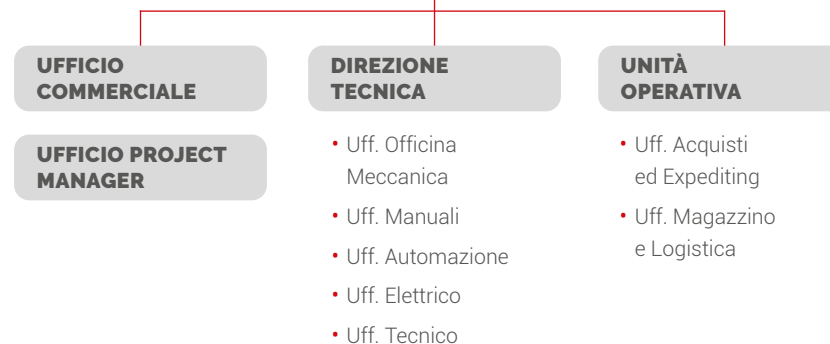 UFFICIO
COMMERCIALE
UFFICIO PROJECT
MANAGER
DIREZIONE
TECNICA
• Uff. Officina
Meccanica
• Uff. Manuali
• Uff. Automazione
• Uff. Elettrico
• Uff. Tecnico
UNITÀ
OPERATIVA
• Uff. Acquisti
ed Expediting
• Uff. Magazzino
e Logistica